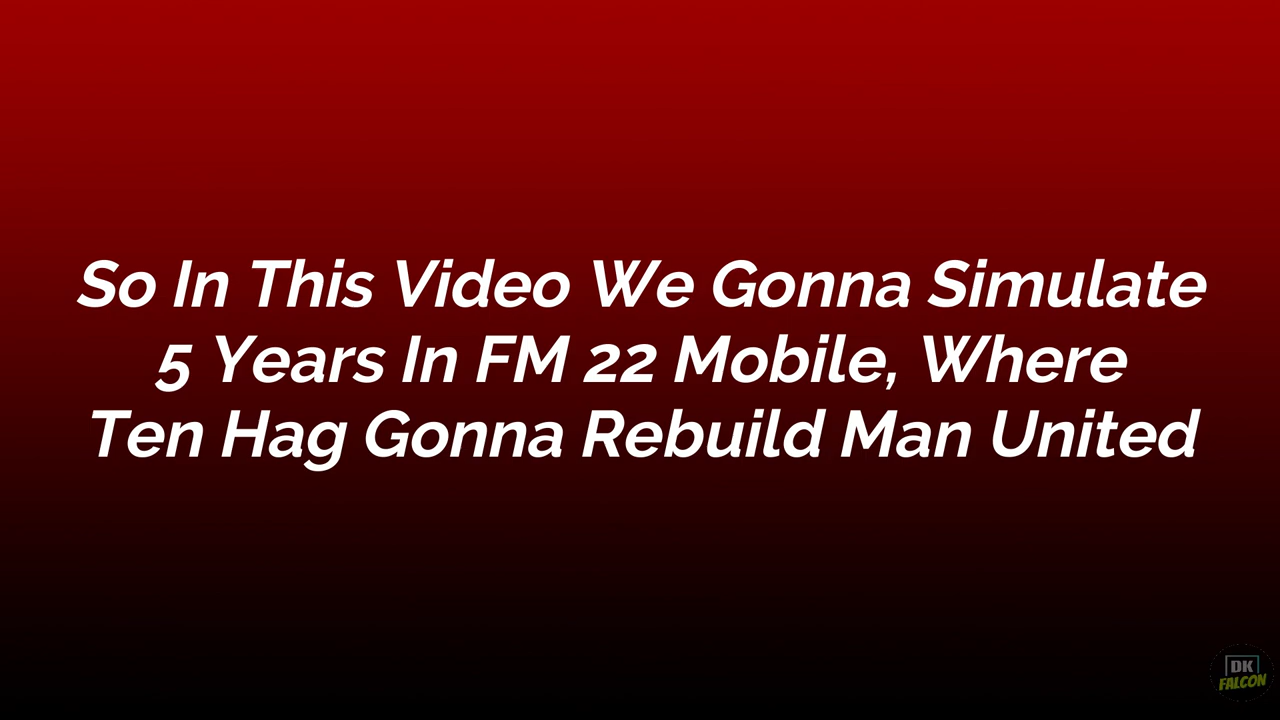 So In This Video We Gonna Simulate
5 Years In FM 22 Mobile, Where
Ten Hag Gonna Rebuild Man United
DK
FALCON